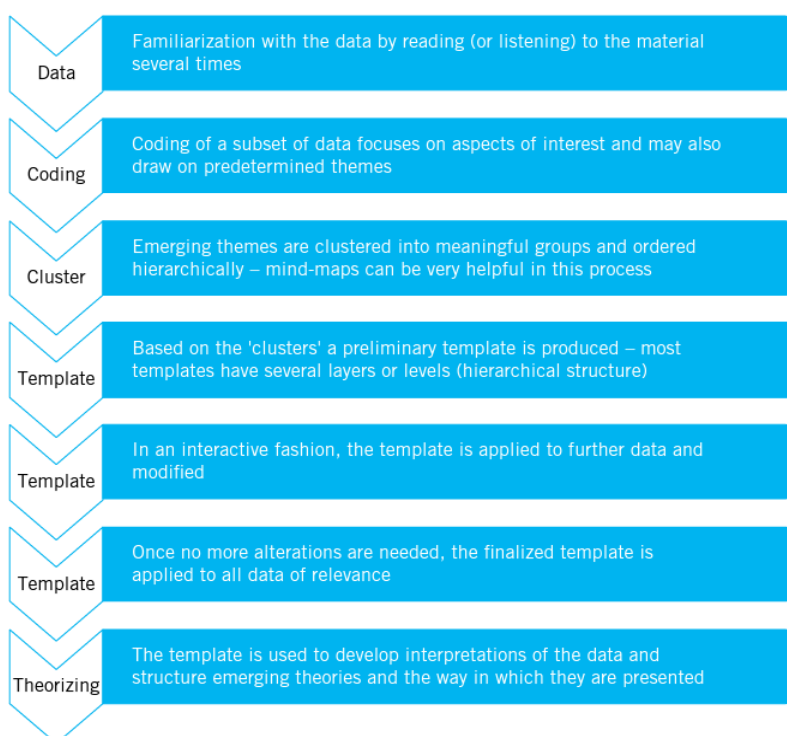 Data
Familiarization with the data by reading (or listening) to the material
several times
Coding
Coding of a subset of data focuses on aspects of interest and may also
draw on predetermined themes
Cluster
Emerging themes are clustered into meaningful groups and ordered
hierarchically – mind-maps can be very helpful in this process
Template
Based on the 'clusters' a preliminary template is produced – most
templates have several layers or levels (hierarchical structure)
Template
In an interactive fashion, the template is applied to further data and
modified
Template
Once no more alterations are needed, the finalized template is
applied to all data of relevance
Theorizing
The template is used to develop interpretations of the data and
structure emerging theories and the way in which they are presented